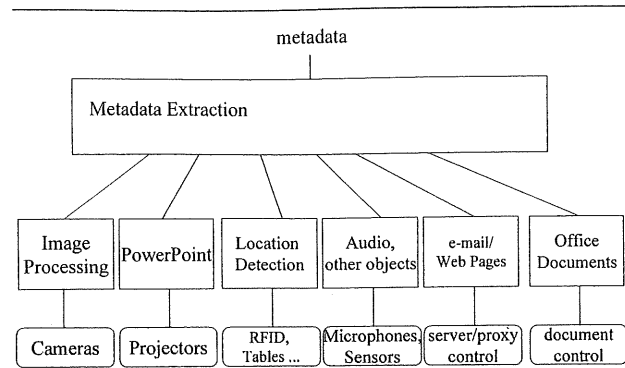 metadata
Metadata Extraction
Image
Processing
PowerPoint
Location
Detection
Audio,
other objects
e-mail/
Web Pages
Office
Documents
Cameras
Projectors
RFID,
Tables ...
Microphones,
Sensors
server/proxy
control
document
control